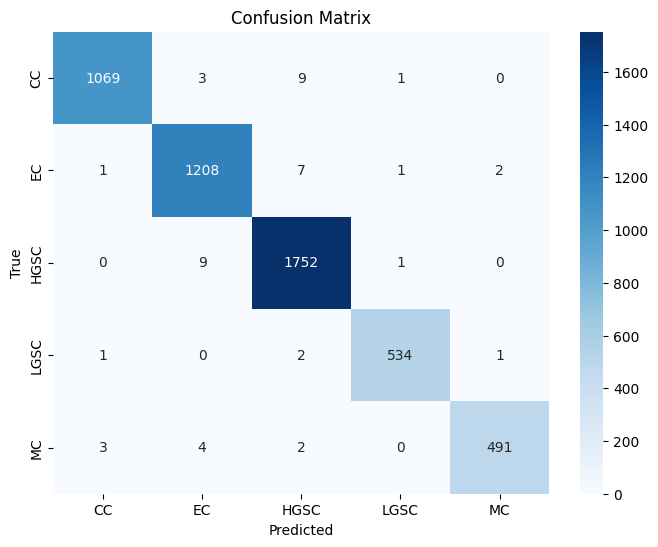 Confusion Matrix
CC 1069 3 9 1 0
EC 1 1208 7 1 2
HGSC 0 9 1752 1 0
LGSC 1 0 2 534 1
MC 3 4 2 0 491
CC EC HGSC LGSC MC
Predicted
True
1600
1400
1200
1000
800
600
400
200
0